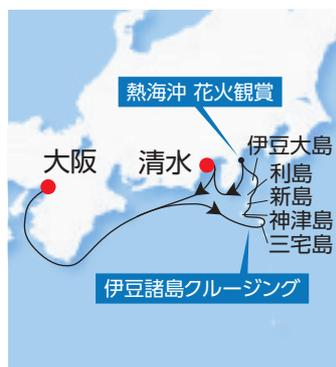 熱海沖 花火観賞
伊豆大島
大阪
清水
利島
新島
神津島
三宅島
伊豆諸島クルージング